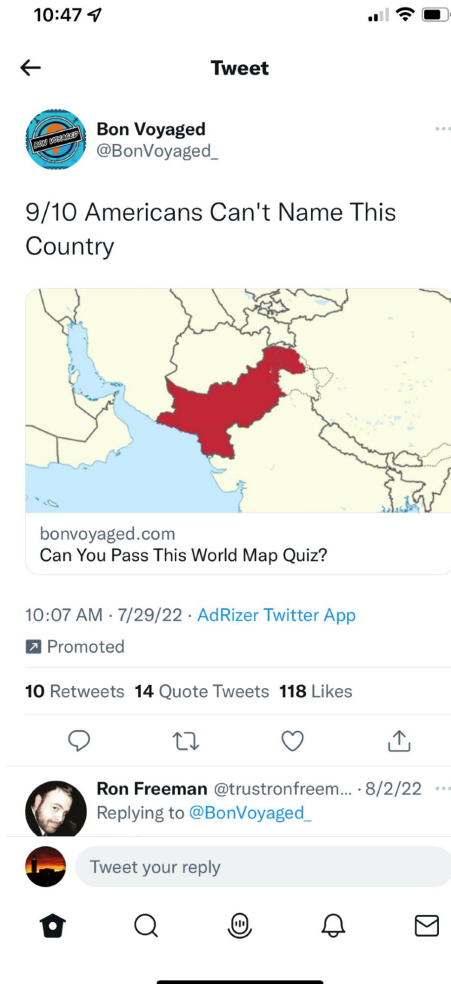 10:47
Tweet
BON VOYAGED
Bon Voyaged
@BonVoyaged_
9/10 Americans Can't Name This
Country
bonvoyaged.com
Can You Pass This World Map Quiz?
10:07 AM · 7/29/22 · AdRizer Twitter App
Promoted
10 Retweets 14 Quote Tweets 118 Likes
Ron Freeman @trustronfreem... · 8/2/22
Replying to @BonVoyaged_
Tweet your reply